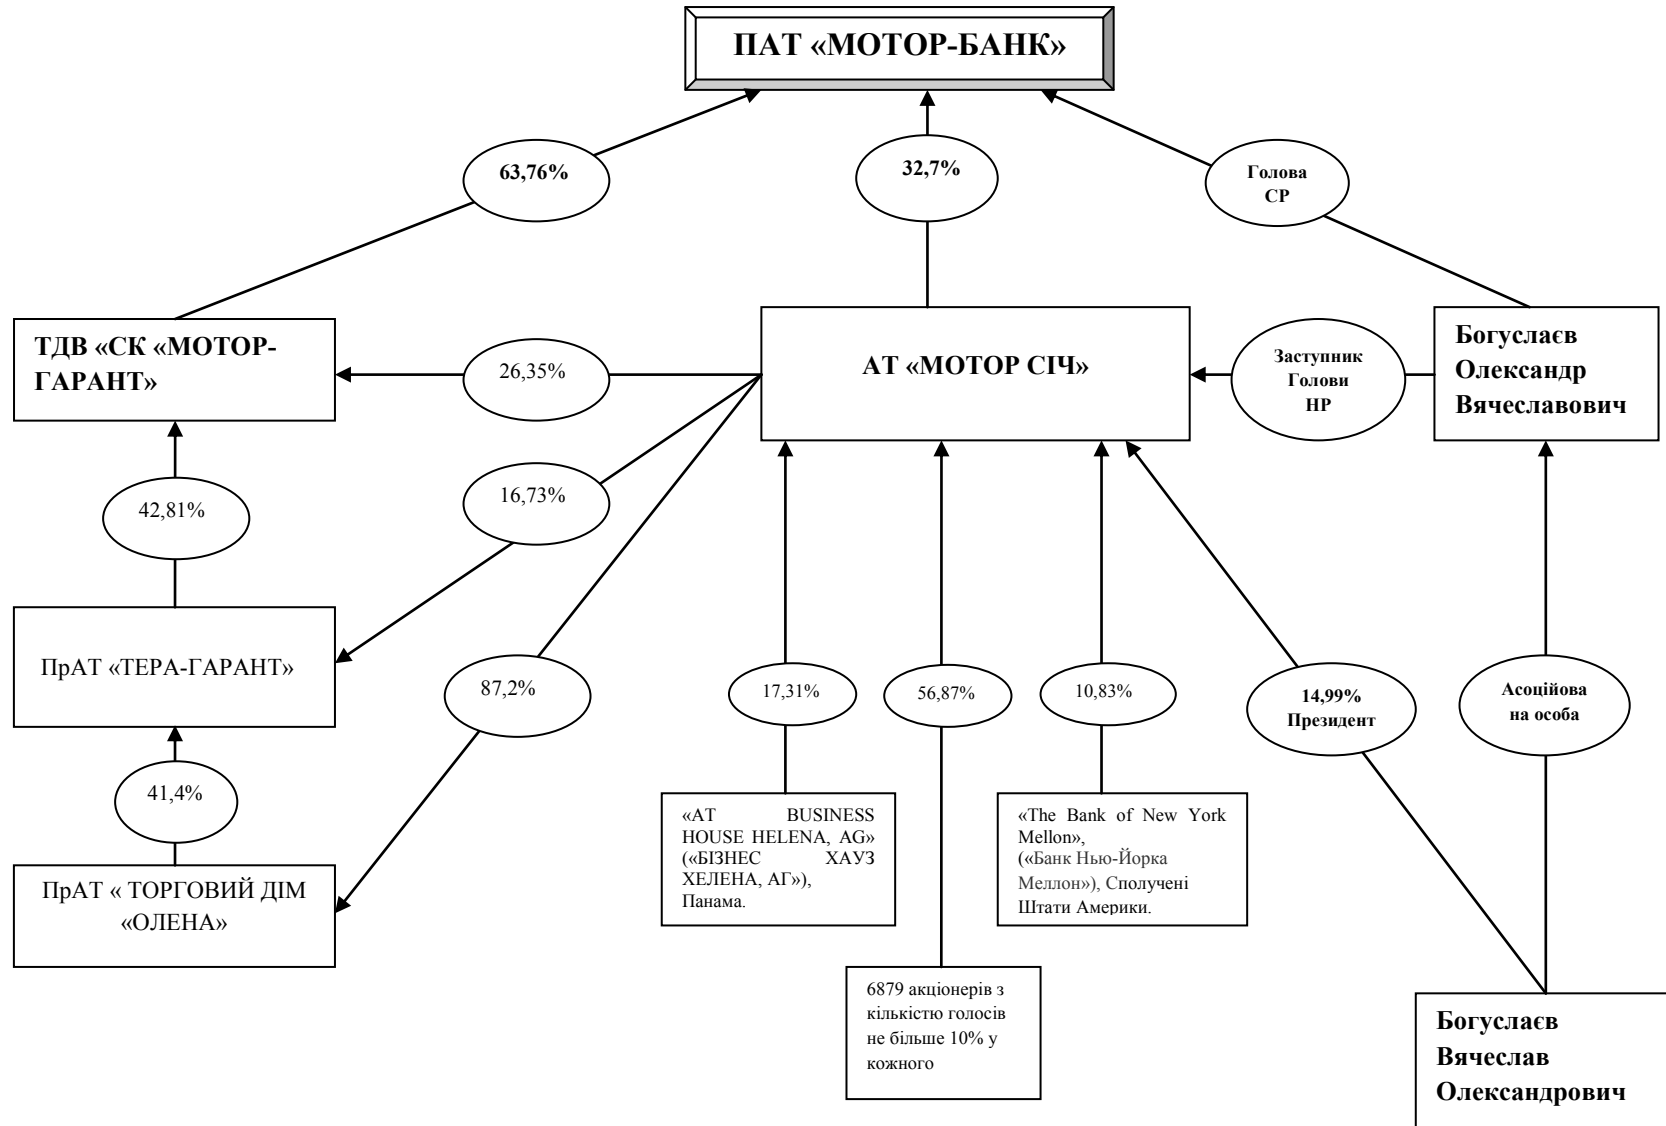 ПАТ «МОТОР-БАНК»
63,76%
32,7%
Голова
СР
ТДВ «СК «МОТОР-
ГАРАНТ»
26,35%
АТ «МОТОР СІЧ»
Заступник
Голови
НР
Богуслаєв
Олександр
Вячеславович
42,81%
16,73%
ПрАТ «ТЕРА-ГАРАНТ»
87,2%
17,31%
56,87%
10,83%
14,99%
Президент
Асоційова
на особа
41,4%
ПрАТ « ТОРГОВИЙ ДІМ
«ОЛЕНА»
«АТ BUSINESS
HOUSE HELENA, AG»
(«БІЗНЕС ХАУЗ
ХЕЛЕНА, АГ»),
Панама.
«The Bank of New York
Mellon»,
(«Банк Нью-Йорка
Меллон»), Сполучені
Штати Америки.
6879 акціонерів з
кількістю голосів
не більше 10% у
кожного
Богуслаєв
Вячеслав
Олександрович